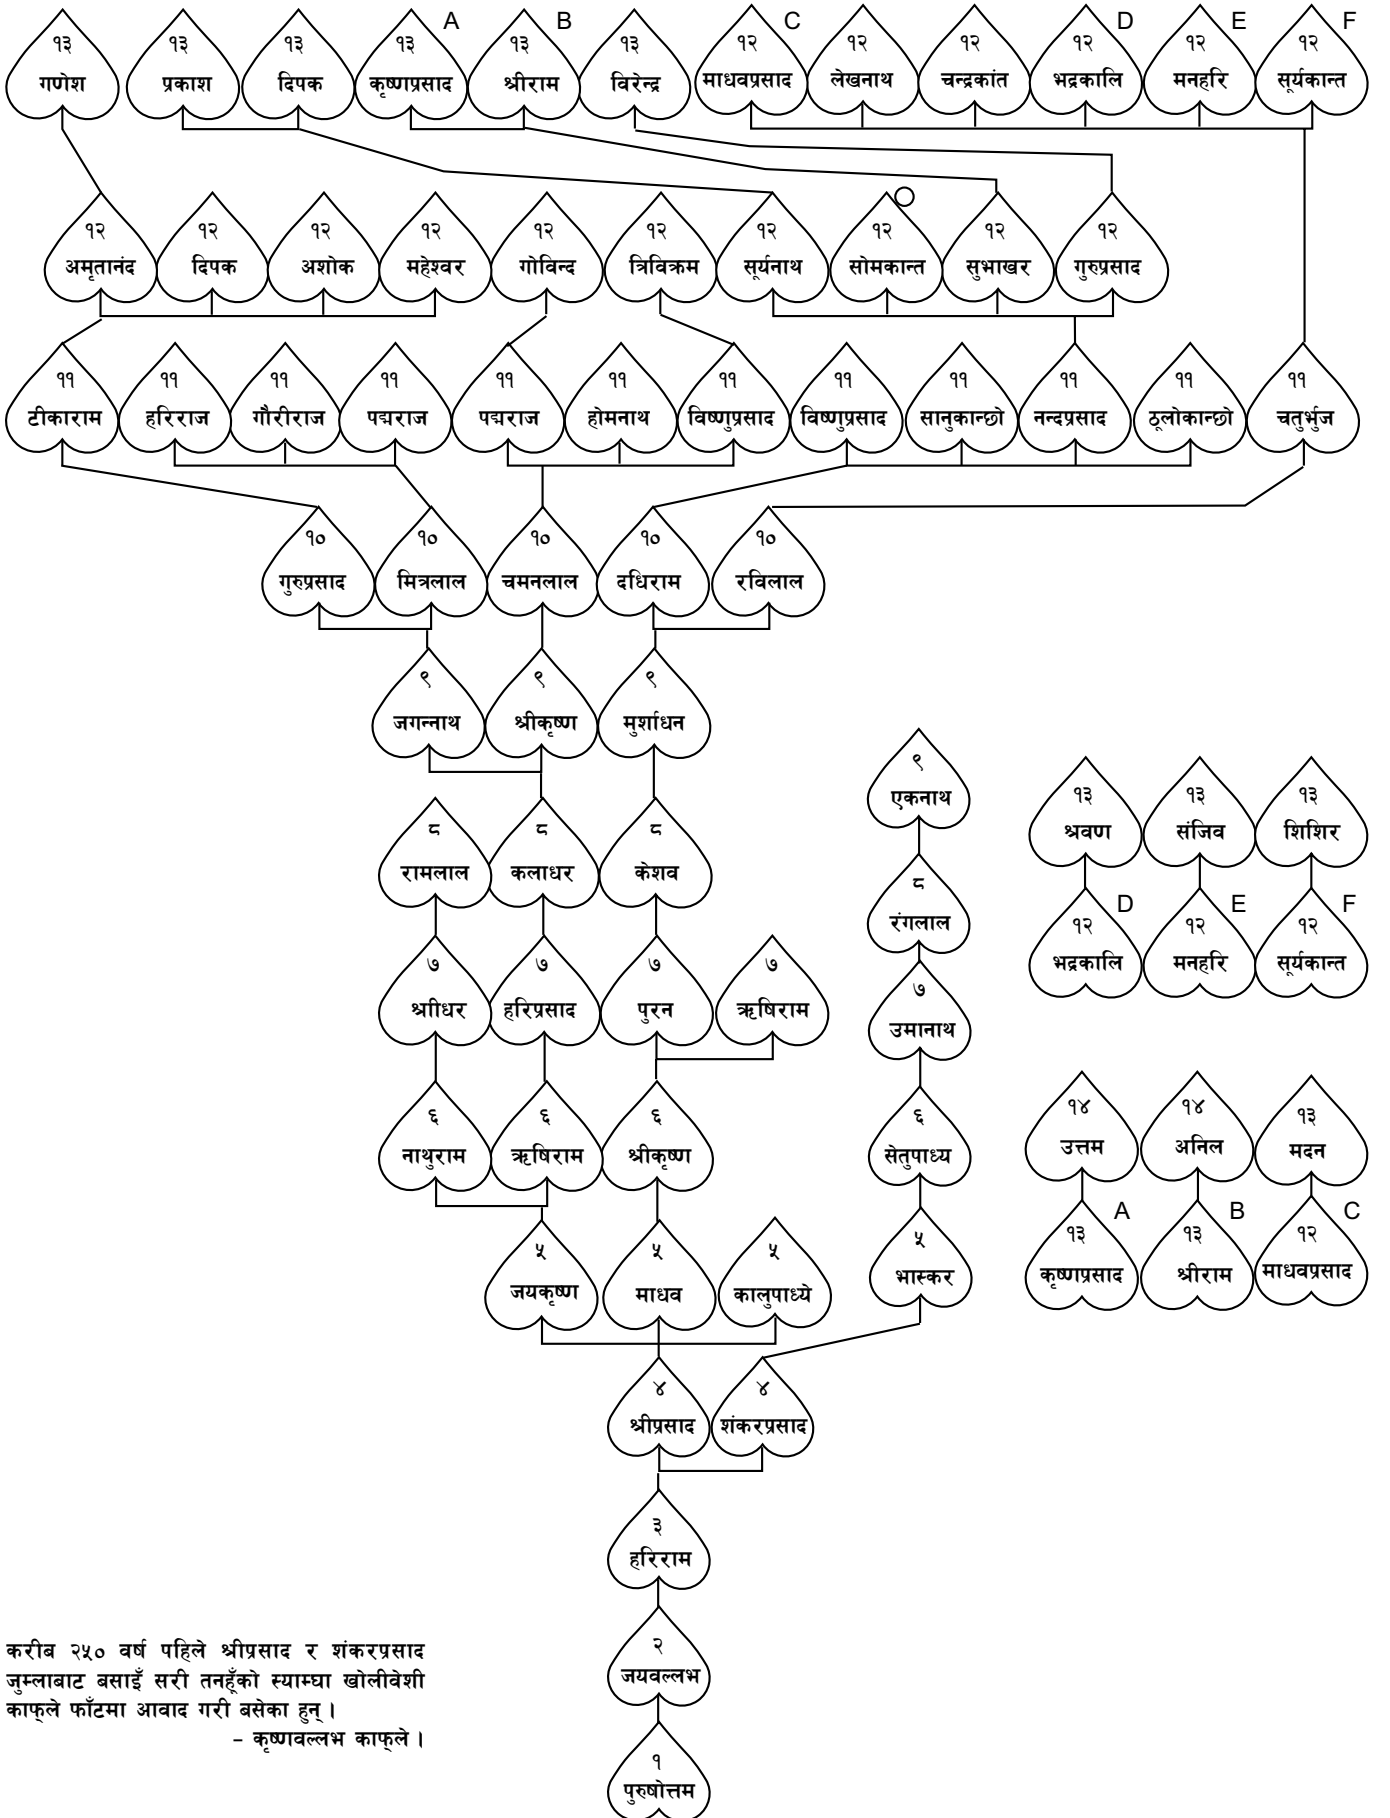 A B C D E F
१३ १३ १३ १३ १३ १३ १२ १२ १२ १२ १२ १२
गणेश प्रकाश दिपक कृष्णप्रसाद श्रीराम विरेन्द्र माधवप्रसाद लेखनाथ चन्द्रकांत भद्रकालि मनहरि सूर्यकान्त
१२ १२ १२ १२ १२ १२ १२ १२ १२ १२
अमृतानंद दिपक अशोक महेश्वर गोविन्द त्रिविक्रम सूर्यनाथ सोमकान्त सुभाखर गुरुप्रसाद
११ ११ ११ ११ ११ ११ ११ ११ ११ ११ ११ ११
टीकाराम हरिराज गौरीराज पद्मराज पद्मराज होमनाथ विष्णुप्रसाद विष्णुप्रसाद सानुकान्छो नन्दप्रसाद ठूलोकान्छो चतुर्भुज
१० १० १० १० १०
गुरुप्रसाद मित्रलाल चमनलाल दधिराम रविलाल
९ ९ ९
जगन्नाथ श्रीकृष्ण मुर्शाधन
९
एकनाथ
१३ १३ १३
श्रवण संजिव शिशिर
८ ८ ८
रामलाल कलाधर केशव
८
रंगलाल
D E F
१२ १२ १२
भद्रकालि मनहरि सूर्यकान्त
७ ७ ७ ७
श्राीधर हरिप्रसाद पुरन ऋषिराम
७
उमानाथ
६ ६ ६
नाथुराम ऋषिराम श्रीकृष्ण
६
सेतुपाध्य
१४ १४ १३
उत्तम अनिल मदन
A B C
१३ १३ १२
कृष्णप्रसाद श्रीराम माधवप्रसाद
५ ५ ५
जयकृष्ण माधव कालुपाध्ये
५
भास्कर
४ ४
श्रीप्रसाद शंकरप्रसाद
३
हरिराम
२
जयवल्लभ
१
पुरुषोत्तम
करीब २५० वर्ष पहिले श्रीप्रसाद र शंकरप्रसाद
जुम्लाबाट बसाइँ सरी तनहूँको स्याम्घा खोलीवेशी
काफ्ले फाँटमा आवाद गरी बसेका हुन् ।
– कृष्णवल्लभ काफ्ले ।